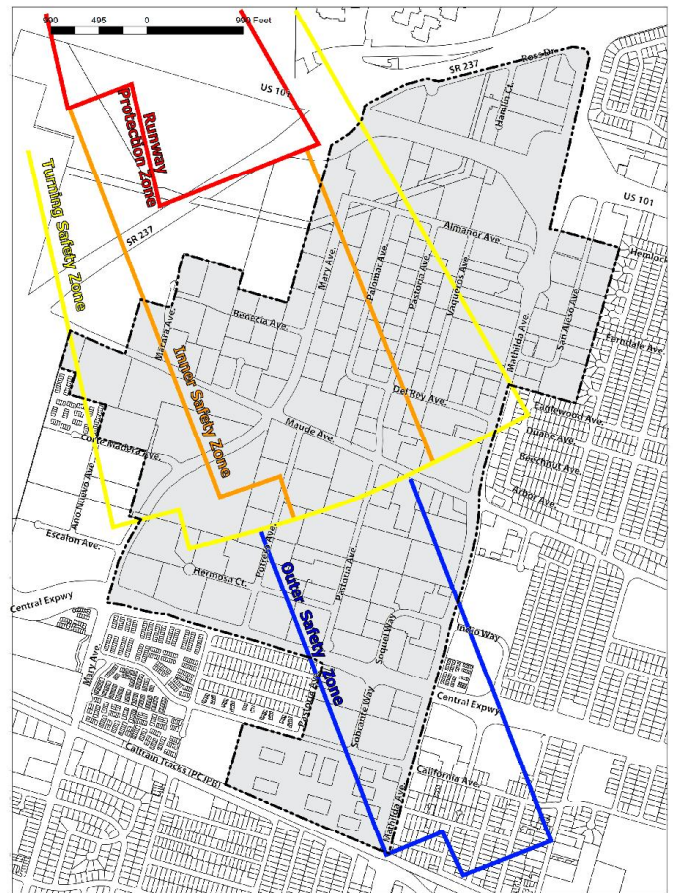 990 495 0 990 Feet
Ross Dr.
SR 237
US 101
Hamlin Ct.
Runway
Protection Zone
Turning Safety Zone
US 101
Almanor Ave.
SR 237
Hemlock
Mary Ave.
Palomar Ave.
Pastoria Ave.
Vaqueros Ave.
Mathilda Ave.
San Aleso Ave.
Ferndale Ave.
Benecia Ave.
Macara Ave.
Inner Safety Zone
Del Rey Ave.
Maude Ave.
Duane Ave.
Beechnut Ave.
Arbor Ave.
Corte Madera Ave.
Ano Nuevo Ave.
Escalon Ave.
Potrero Ave.
Pastoria Ave.
Hermosa Ct.
Outer Safety Zone
Central Expwy
Soquel Way
Indio Way
Mary Ave.
Pastoria Ave.
Sobrante Way
Central Expwy
Caltrain Tracks (PCJPB)
California Ave.
Mathilda Ave.